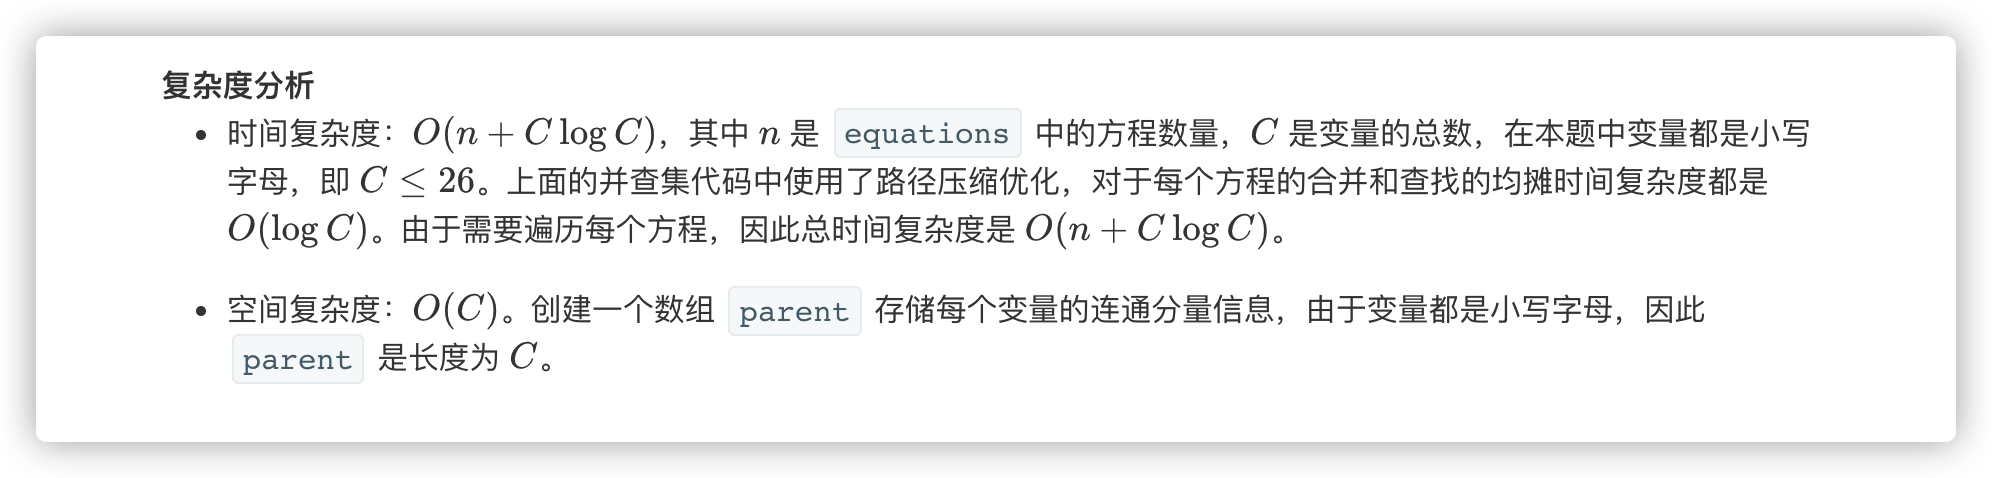 复杂度分析
• 时间复杂度：O(n + C log C)，其中 n 是 equations 中的方程数量，C 是变量的总数，在本题中变量都是小写
字母，即 C ≤ 26。上面的并查集代码中使用了路径压缩优化，对于每个方程的合并和查找的均摊时间复杂度都是
O(log C)。由于需要遍历每个方程，因此总时间复杂度是 O(n + C log C)。
• 空间复杂度：O(C)。创建一个数组 parent 存储每个变量的连通分量信息，由于变量都是小写字母，因此
parent 是长度为 C。